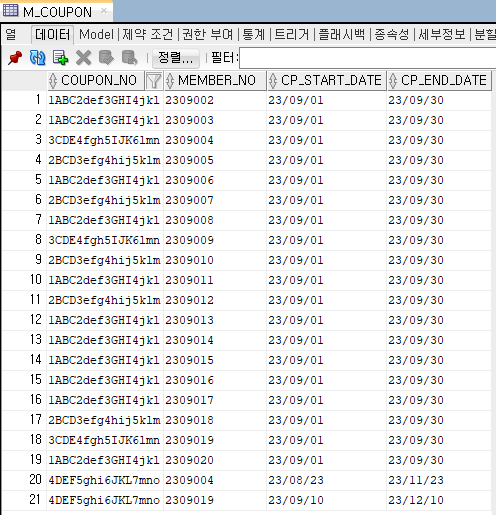 M_COUPON
열 데이터 Model 제약 조건 권한 부여 통계 트리거 플래시백 종속성 세부정보 분할
정렬... 필터:
COUPON_NO MEMBER_NO CP_START_DATE CP_END_DATE
1 1ABC2def3GHI4jkl 2309002 23/09/01 23/09/30
2 1ABC2def3GHI4jkl 2309003 23/09/01 23/09/30
3 3CDE4fgh5IJK6lmn 2309004 23/09/01 23/09/30
4 2BCD3efg4hij5klm 2309005 23/09/01 23/09/30
5 1ABC2def3GHI4jkl 2309006 23/09/01 23/09/30
6 2BCD3efg4hij5klm 2309007 23/09/01 23/09/30
7 1ABC2def3GHI4jkl 2309008 23/09/01 23/09/30
8 3CDE4fgh5IJK6lmn 2309009 23/09/01 23/09/30
9 2BCD3efg4hij5klm 2309010 23/09/01 23/09/30
10 1ABC2def3GHI4jkl 2309011 23/09/01 23/09/30
11 2BCD3efg4hij5klm 2309012 23/09/01 23/09/30
12 1ABC2def3GHI4jkl 2309013 23/09/01 23/09/30
13 1ABC2def3GHI4jkl 2309014 23/09/01 23/09/30
14 1ABC2def3GHI4jkl 2309015 23/09/01 23/09/30
15 1ABC2def3GHI4jkl 2309016 23/09/01 23/09/30
16 1ABC2def3GHI4jkl 2309017 23/09/01 23/09/30
17 2BCD3efg4hij5klm 2309018 23/09/01 23/09/30
18 3CDE4fgh5IJK6lmn 2309019 23/09/01 23/09/30
19 1ABC2def3GHI4jkl 2309020 23/09/01 23/09/30
20 4DEF5ghi6JKL7mno 2309004 23/08/23 23/11/23
21 4DEF5ghi6JKL7mno 2309019 23/09/10 23/12/10